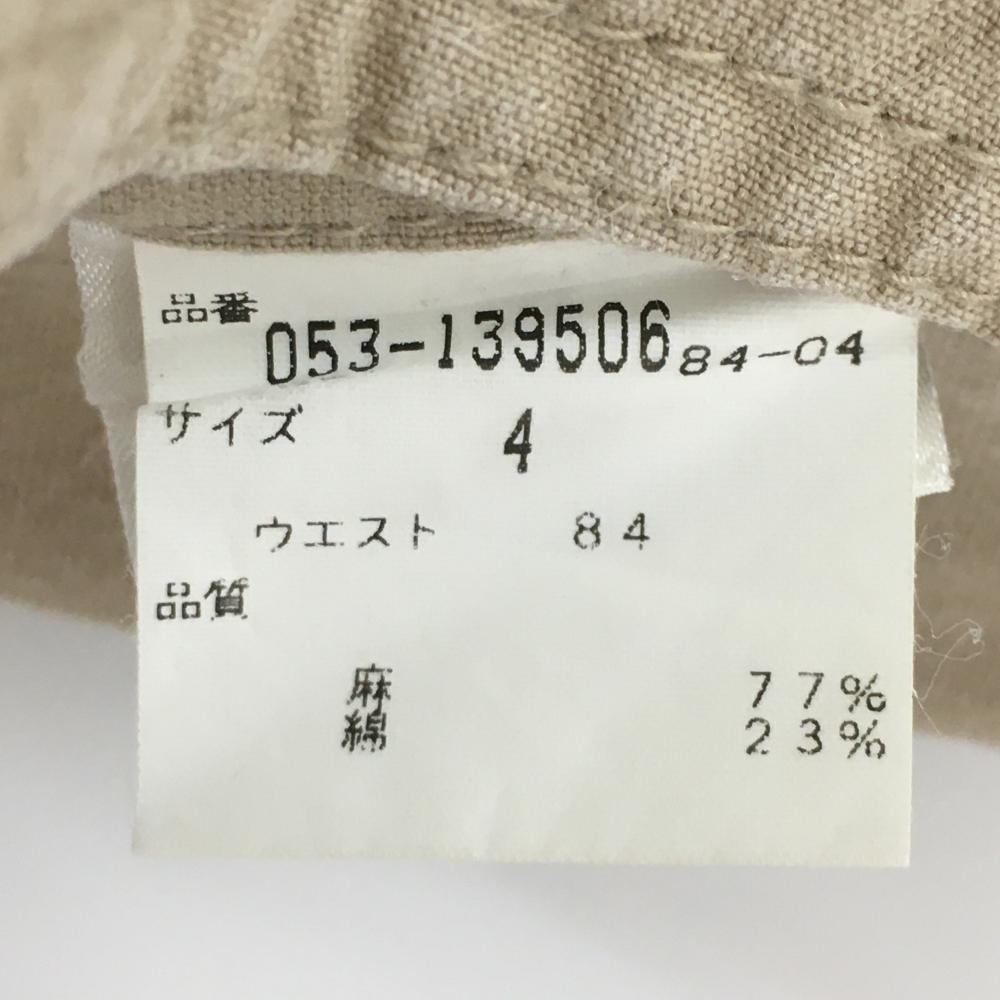 品番 053-139506 84-04
サイズ 4
ウエスト 84
品質
麻 77%
綿 23%